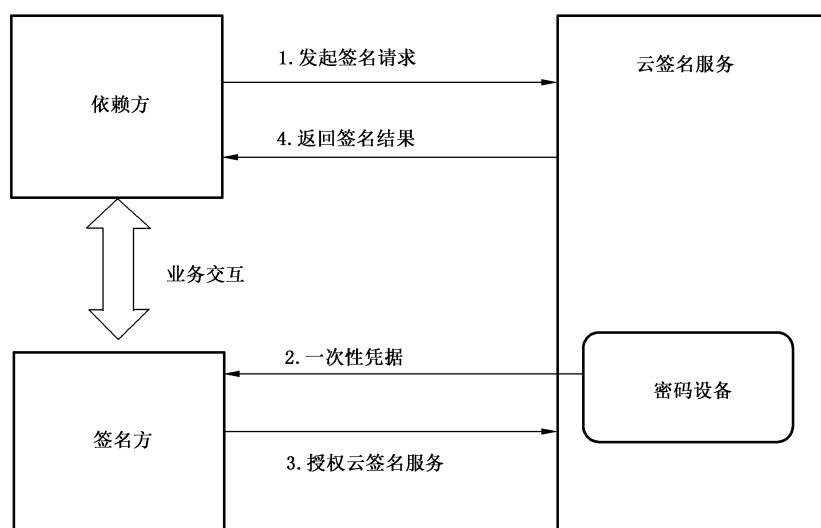 1.发起签名请求
云签名服务
依赖方
4.返回签名结果
业务交互
2.一次性凭据
密码设备
签名方
3.授权云签名服务